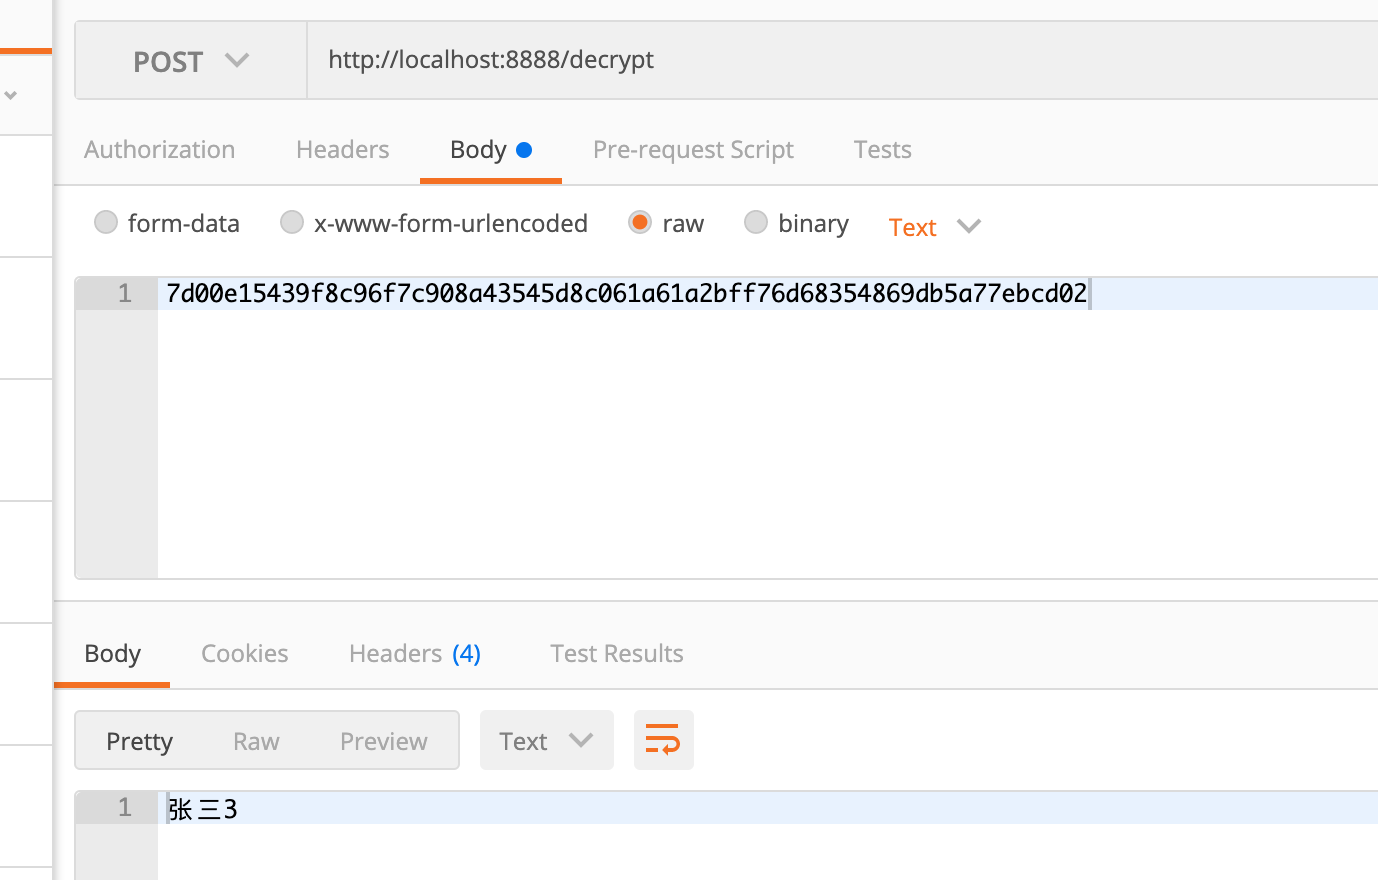 POST http://localhost:8888/decrypt
Authorization Headers Body Pre-request Script Tests
form-data x-www-form-urlencoded raw binary Text
1 7d00e15439f8c96f7c908a43545d8c061a61a2bff76d68354869db5a77ebcd02
Body Cookies Headers (4) Test Results
Pretty Raw Preview Text
1 张三3